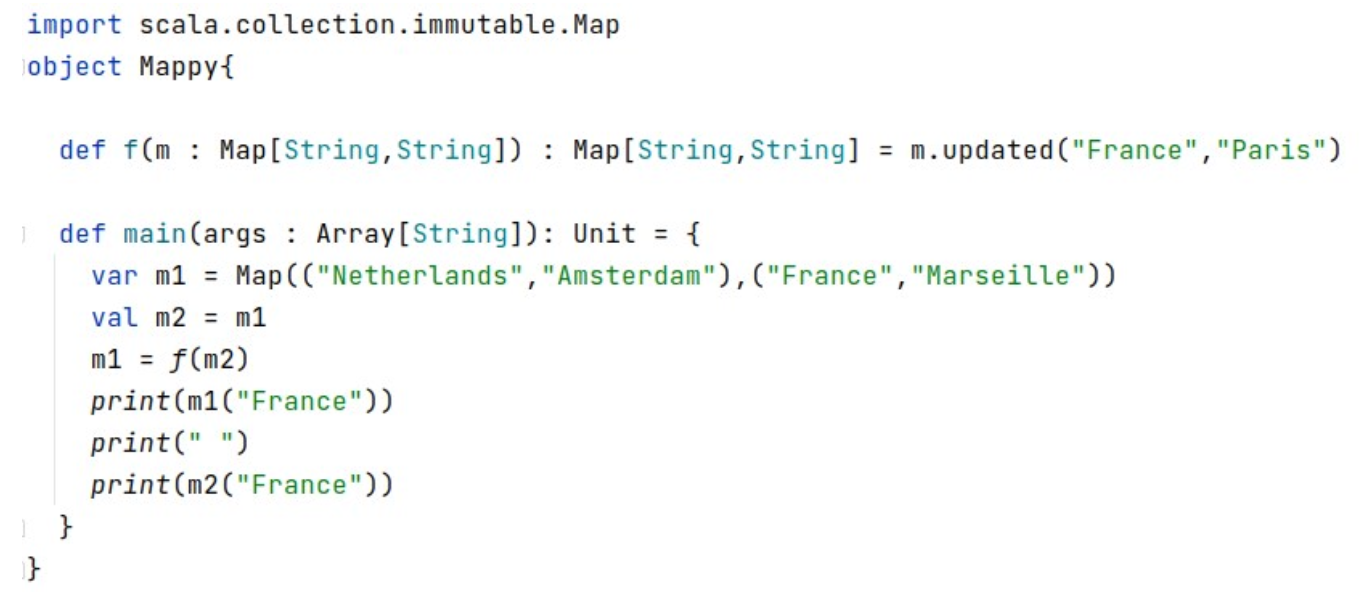 import scala.collection.immutable.Map
object Mappy{
def f(m : Map[String,String]) : Map[String,String] = m.updated("France","Paris")
def main(args : Array[String]): Unit = {
var m1 = Map(("Netherlands","Amsterdam"),("France","Marseille"))
val m2 = m1
m1 = f(m2)
print(m1("France"))
print(" ")
print(m2("France"))
}
}